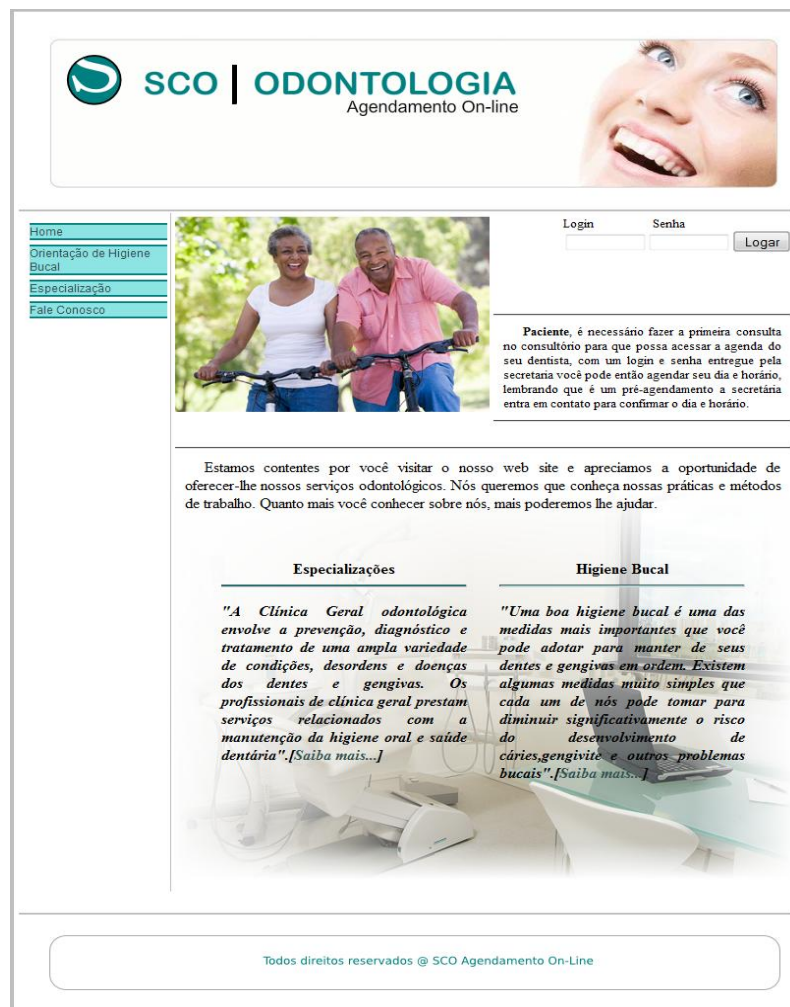 SCO | ODONTOLOGIA
Agendamento On-line
Home
Orientação de Higiene
Bucal
Especialização
Fale Conosco
Login Senha
Logar
Paciente, é necessário fazer a primeira consulta
no consultório para que possa acessar a agenda do
seu dentista, com um login e senha entregue pela
secretaria você pode então agendar seu dia e horário,
lembrando que é um pré-agendamento a secretária
entra em contato para confirmar o dia e horário.
Estamos contentes por você visitar o nosso web site e apreciamos a oportunidade de
oferecer-lhe nossos serviços odontológicos. Nós queremos que conheça nossas práticas e métodos
de trabalho. Quanto mais você conhecer sobre nós, mais poderemos lhe ajudar.
Especializações
"A Clínica Geral odontológica
envolve a prevenção, diagnóstico e
tratamento de uma ampla variedade
de condições, desordens e doenças
dos dentes e gengivas. Os
profissionais de clínica geral prestam
serviços relacionados com a
manutenção da higiene oral e saúde
dentária".[Saiba mais...]
Higiene Bucal
"Uma boa higiene bucal é uma das
medidas mais importantes que você
pode adotar para manter de seus
dentes e gengivas em ordem. Existem
algumas medidas muito simples que
cada um de nós pode tomar para
diminuir significativamente o risco
do desenvolvimento de
cáries,gengivite e outros problemas
bucais".[Saiba mais...]
Todos direitos reservados @ SCO Agendamento On-Line